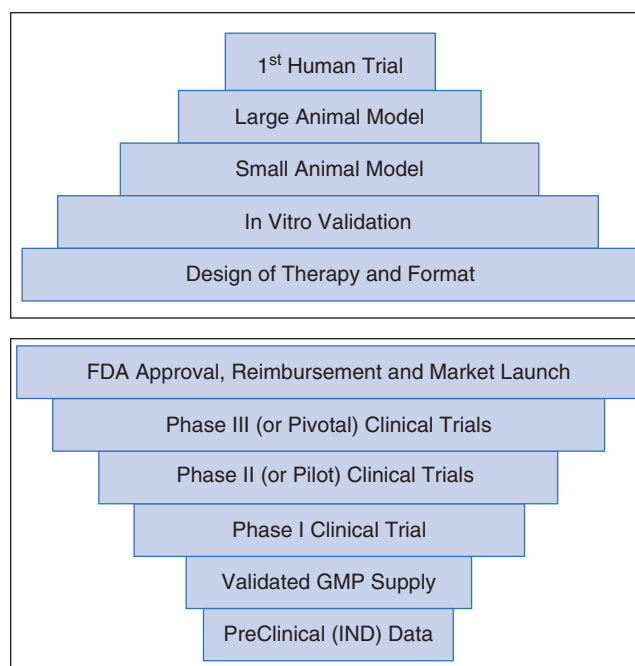 1st Human Trial
Large Animal Model
Small Animal Model
In Vitro Validation
Design of Therapy and Format
FDA Approval, Reimbursement and Market Launch
Phase III (or Pivotal) Clinical Trials
Phase II (or Pilot) Clinical Trials
Phase I Clinical Trial
Validated GMP Supply
PreClinical (IND) Data